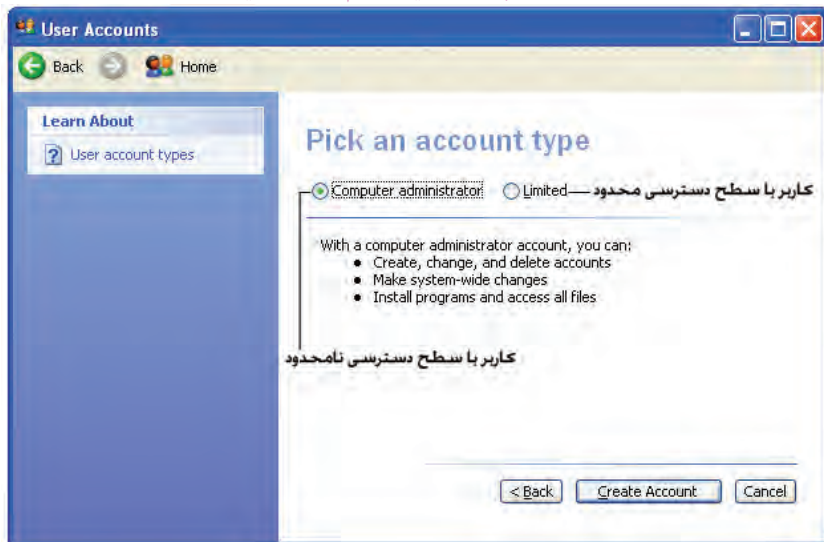 User Accounts
Back Home
Learn About
User account types
Pick an account type
Computer administrator Limited کاربر با سطح دسترسی محدود
With a computer administrator account, you can:
• Create, change, and delete accounts
• Make system-wide changes
• Install programs and access all files
کاربر با سطح دسترسی نامحدود
< Back Create Account Cancel